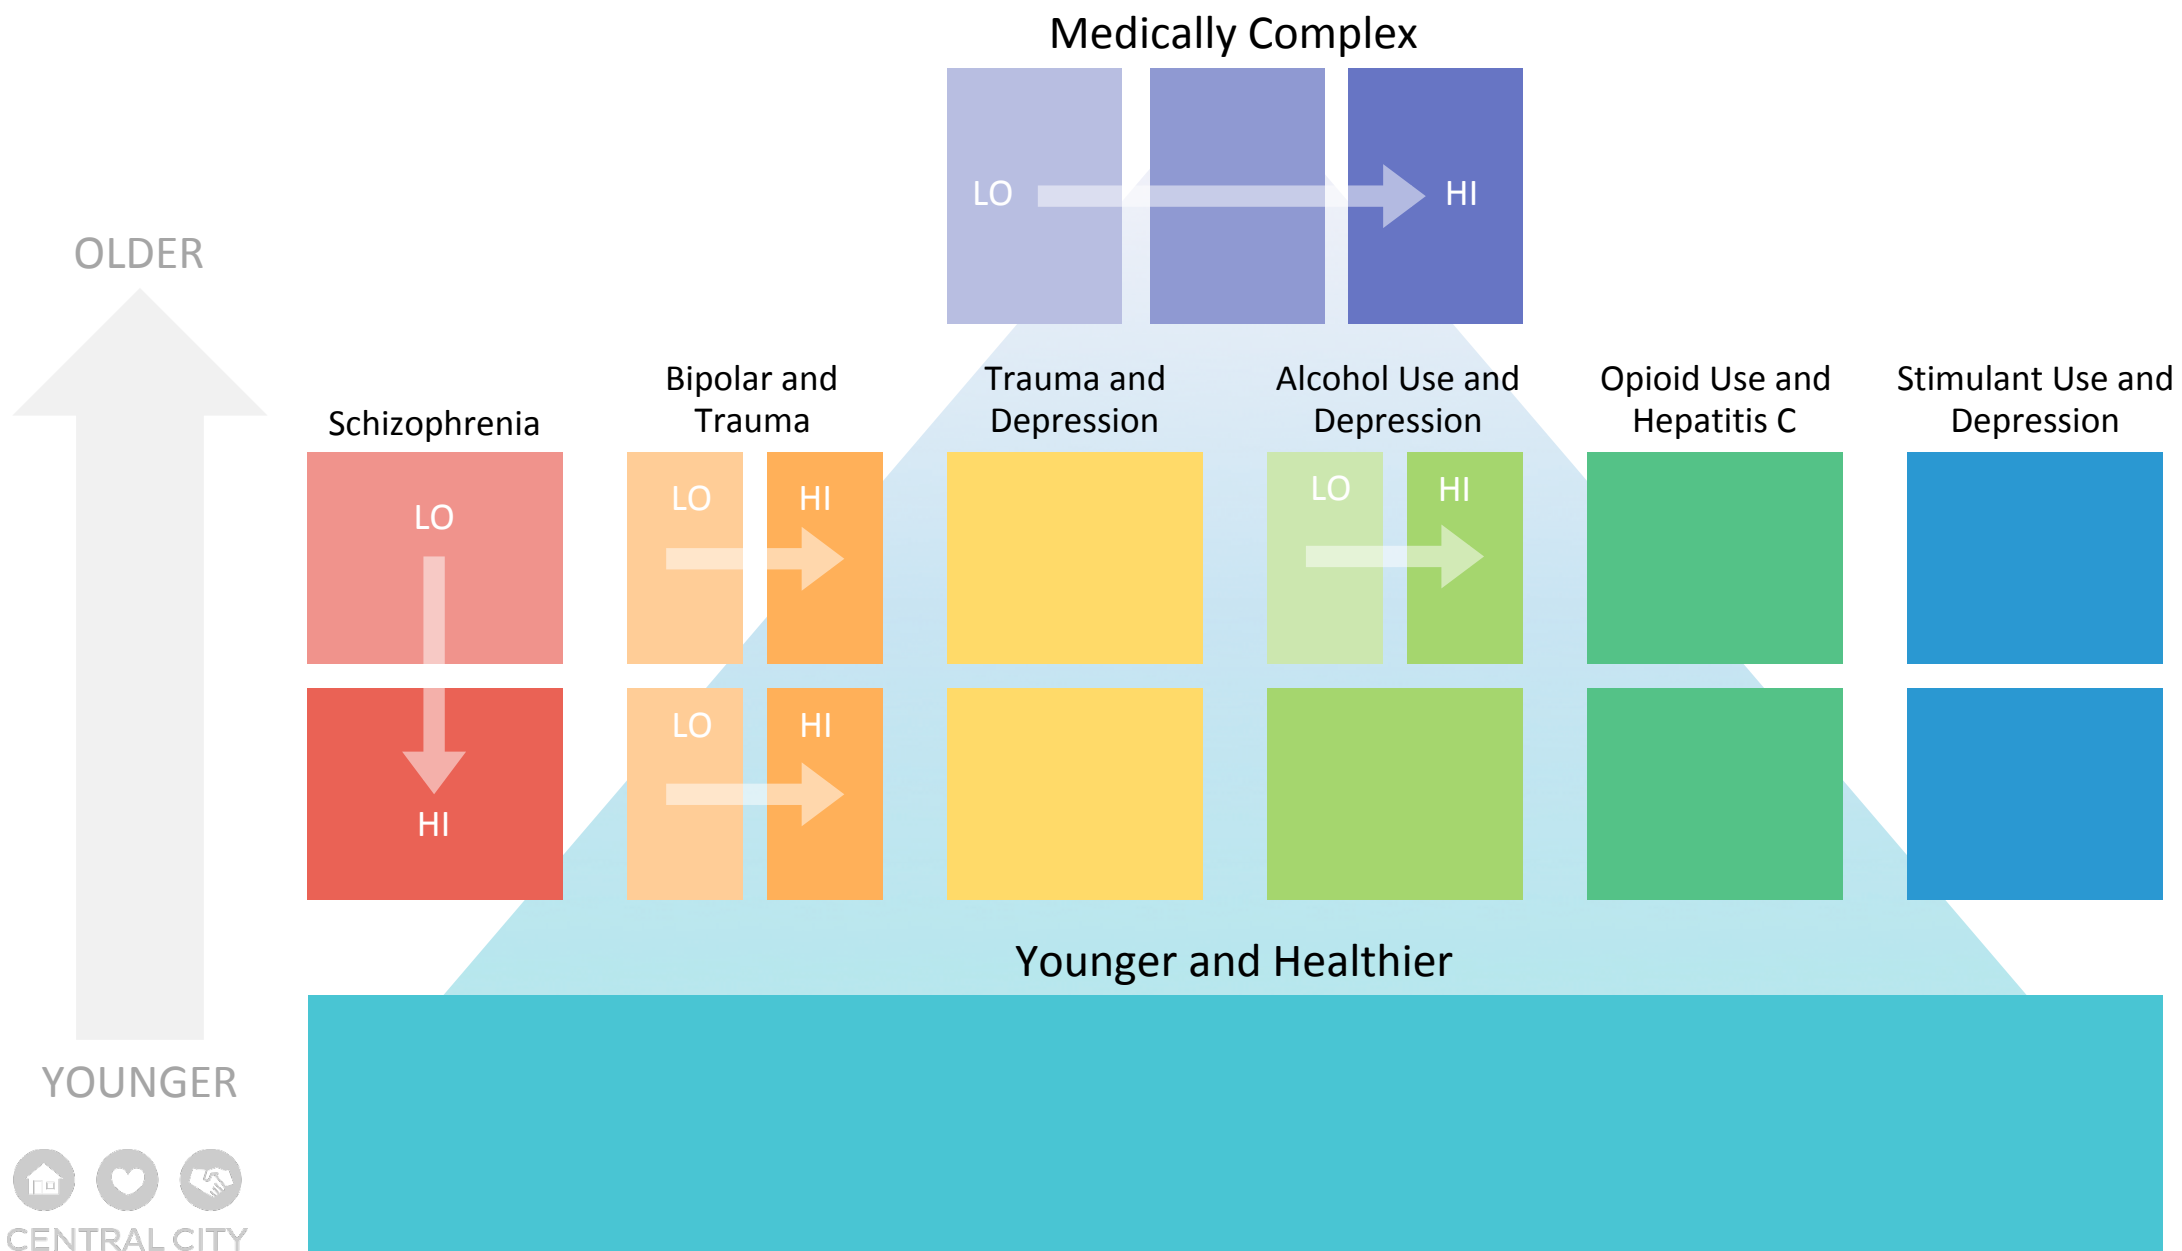 Medically Complex
LO
HI
OLDER
Schizophrenia
Bipolar and
Trauma
Trauma and
Depression
Alcohol Use and
Depression
Opioid Use and
Hepatitis C
Stimulant Use and
Depression
LO
LO
HI
LO
HI
LO
HI
HI
Younger and Healthier
YOUNGER
CENTRAL CITY